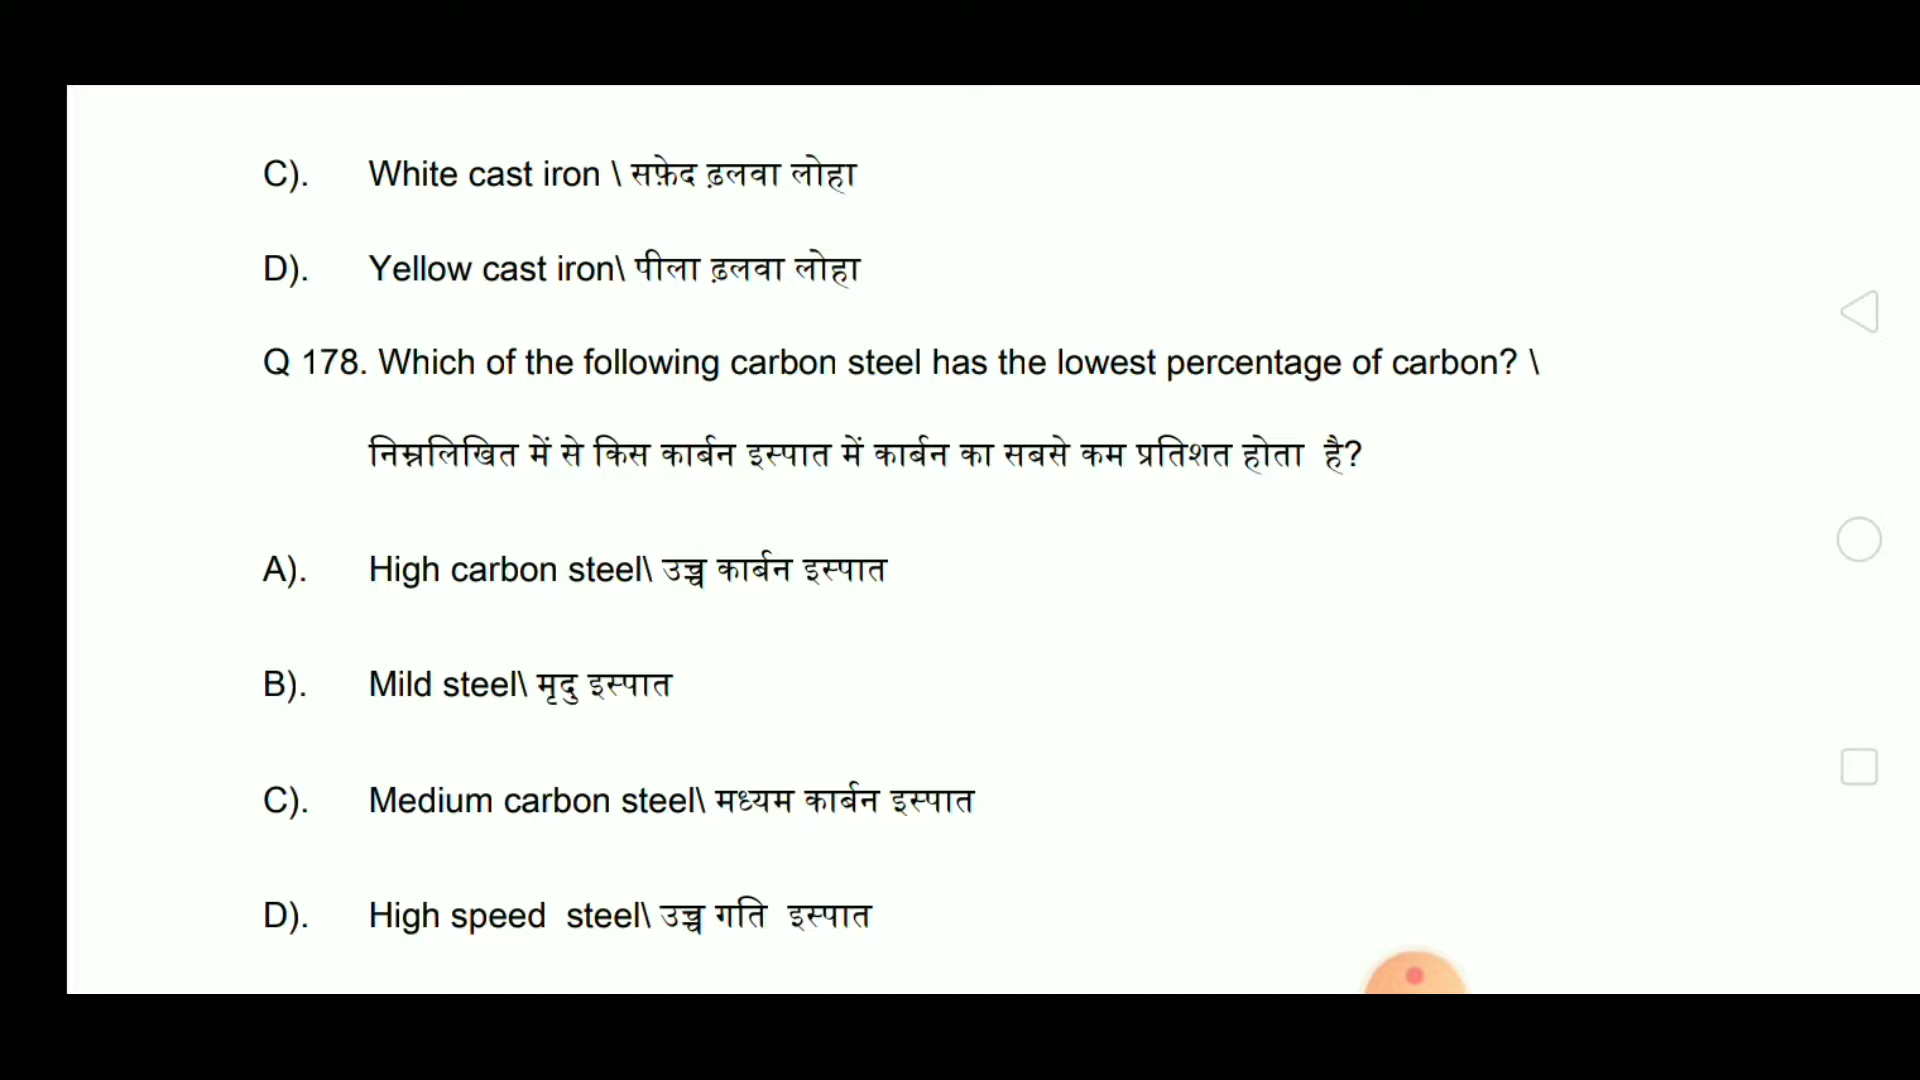 C). White cast iron \ सफ़ेद ढ़लवा लोहा
D). Yellow cast iron\ पीला ढ़लवा लोहा
Q 178. Which of the following carbon steel has the lowest percentage of carbon? \
निम्नलिखित में से किस कार्बन इस्पात में कार्बन का सबसे कम प्रतिशत होता है?
A). High carbon steel\ उच्च कार्बन इस्पात
B). Mild steel\ मृदु इस्पात
C). Medium carbon steel\ मध्यम कार्बन इस्पात
D). High speed steel\ उच्च गति इस्पात